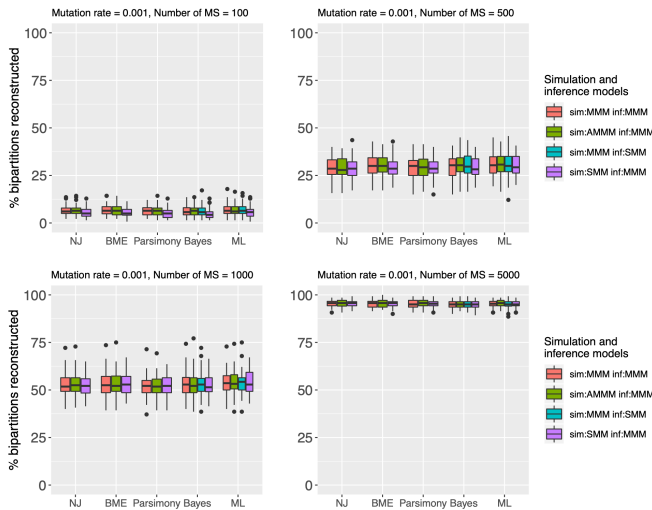 Mutation rate = 0.001, Number of MS = 100
Mutation rate = 0.001, Number of MS = 500
% bipartitions reconstructed
100
75
50
25
0
100
75
50
25
0
NJ BME Parsimony Bayes ML
NJ BME Parsimony Bayes ML
Simulation and
inference models
sim:MMM inf:MMM
sim:AMMM inf:MMM
sim:MMM inf:SMM
sim:SMM inf:MMM
Mutation rate = 0.001, Number of MS = 1000
Mutation rate = 0.001, Number of MS = 5000
% bipartitions reconstructed
100
75
50
25
0
100
75
50
25
0
NJ BME Parsimony Bayes ML
NJ BME Parsimony Bayes ML
Simulation and
inference models
sim:MMM inf:MMM
sim:AMMM inf:MMM
sim:MMM inf:SMM
sim:SMM inf:MMM